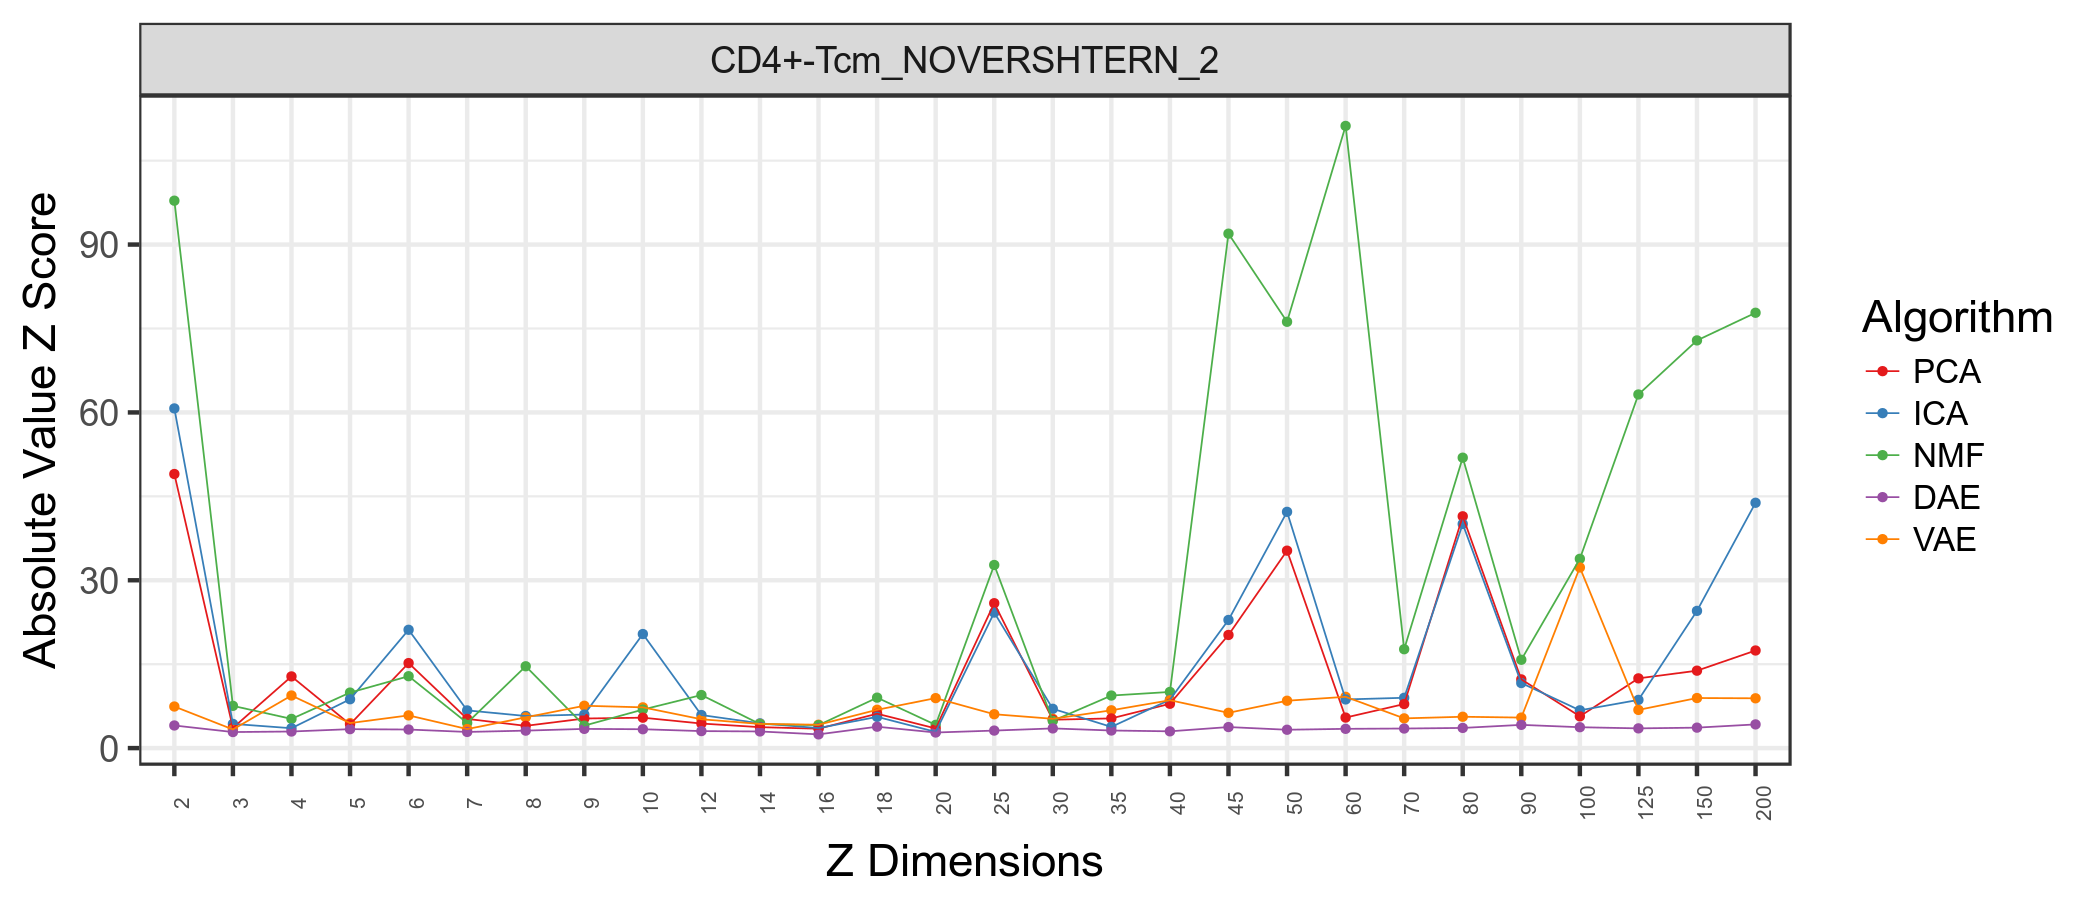 CD4+-Tcm_NOVERSHTERN_2
Absolute Value Z Score
90
60
30
0
2 3 4 5 6 7 8 9 10 12 14 16 18 20 25 30 35 40 45 50 60 70 80 90 100 125 150 200
Z Dimensions
Algorithm
PCA
ICA
NMF
DAE
VAE